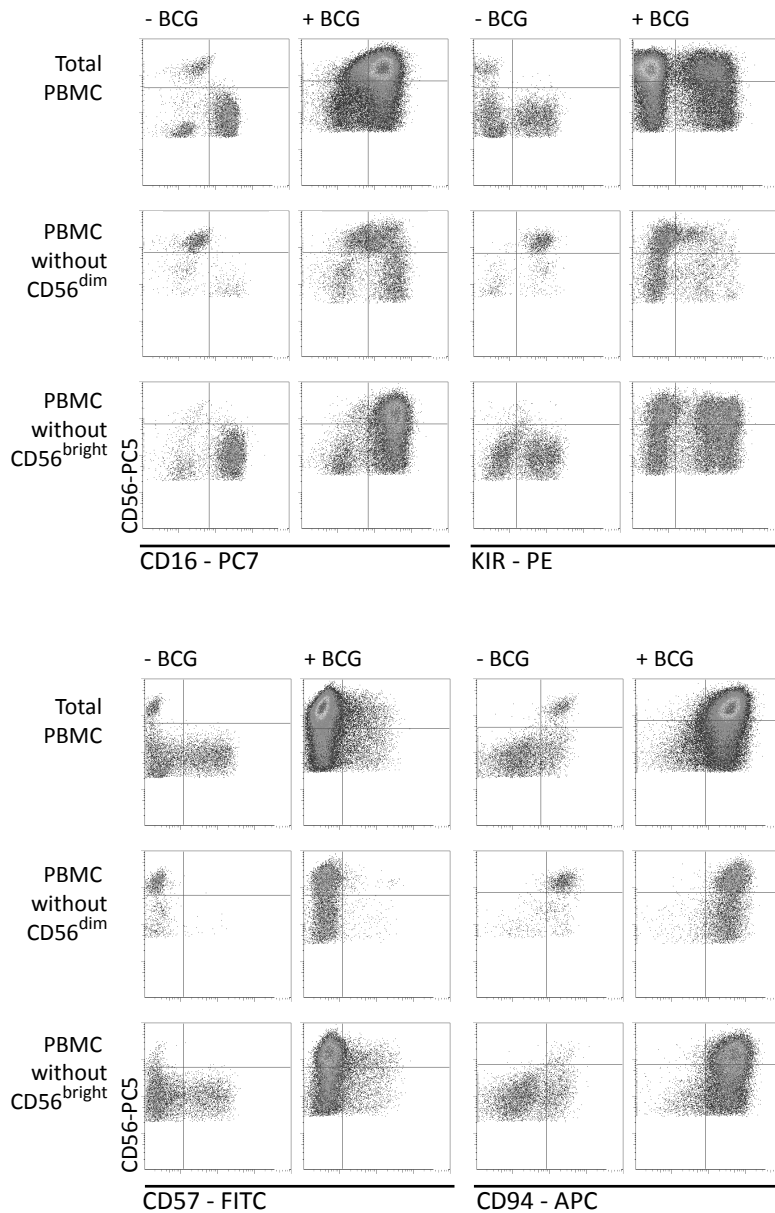 - BCG + BCG - BCG + BCG
Total
PBMC
PBMC
without
CD56dim
PBMC
without
CD56bright
CD56-PC5
CD16 - PC7 KIR - PE
- BCG + BCG - BCG + BCG
Total
PBMC
PBMC
without
CD56dim
PBMC
without
CD56bright
CD56-PC5
CD57 - FITC CD94 - APC